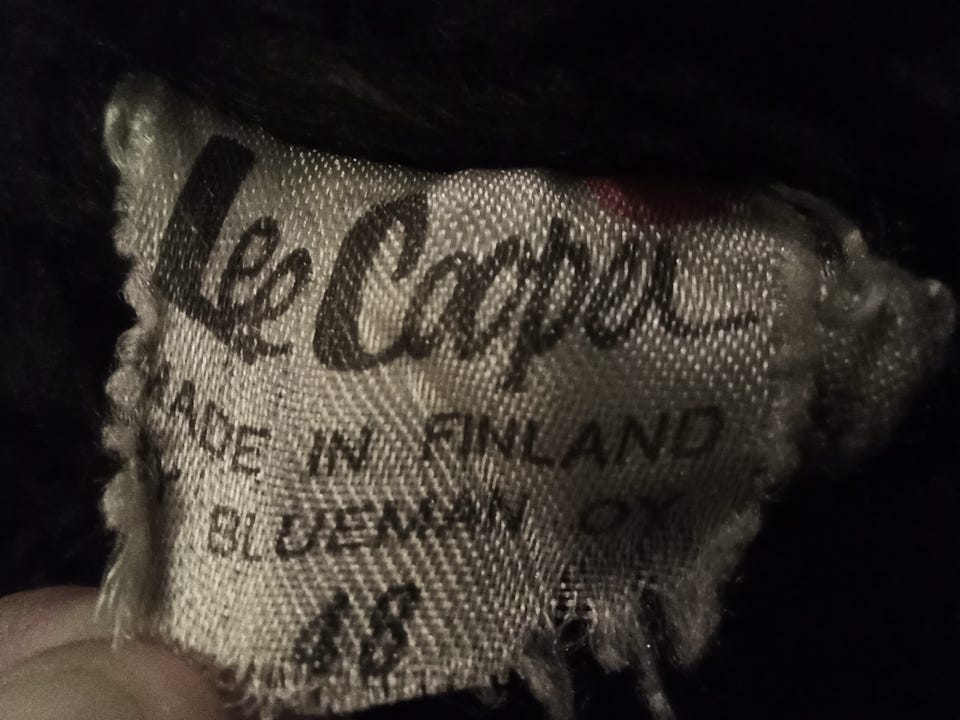 Lee Cooper
MADE IN FINLAND
BLUEMAN OY
48